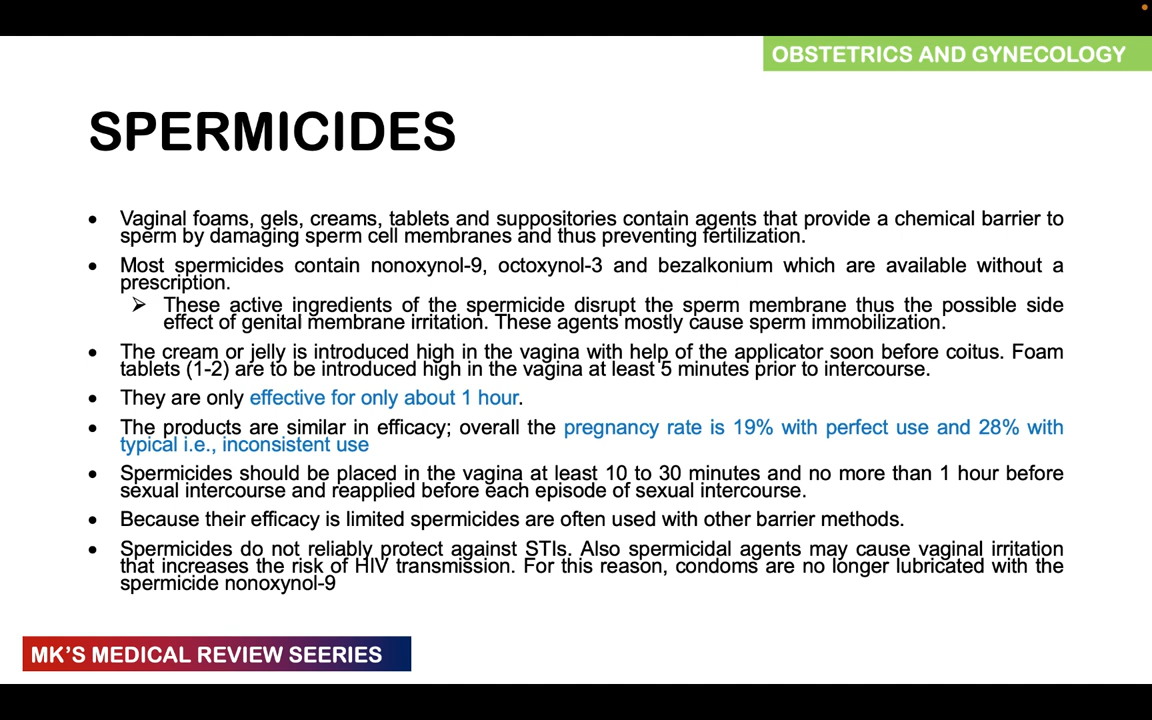 OBSTETRICS AND GYNECOLOGY
SPERMICIDES
• Vaginal foams, gels, creams, tablets and suppositories contain agents that provide a chemical barrier to
sperm by damaging sperm cell membranes and thus preventing fertilization.
• Most spermicides contain nonoxynol-9, octoxynol-3 and bezalkonium which are available without a
prescription.
➢ These active ingredients of the spermicide disrupt the sperm membrane thus the possible side
effect of genital membrane irritation. These agents mostly cause sperm immobilization.
• The cream or jelly is introduced high in the vagina with help of the applicator soon before coitus. Foam
tablets (1-2) are to be introduced high in the vagina at least 5 minutes prior to intercourse.
• They are only effective for only about 1 hour.
• The products are similar in efficacy; overall the pregnancy rate is 19% with perfect use and 28% with
typical i.e., inconsistent use
• Spermicides should be placed in the vagina at least 10 to 30 minutes and no more than 1 hour before
sexual intercourse and reapplied before each episode of sexual intercourse.
• Because their efficacy is limited spermicides are often used with other barrier methods.
• Spermicides do not reliably protect against STIs. Also spermicidal agents may cause vaginal irritation
that increases the risk of HIV transmission. For this reason, condoms are no longer lubricated with the
spermicide nonoxynol-9
MK'S MEDICAL REVIEW SEERIES